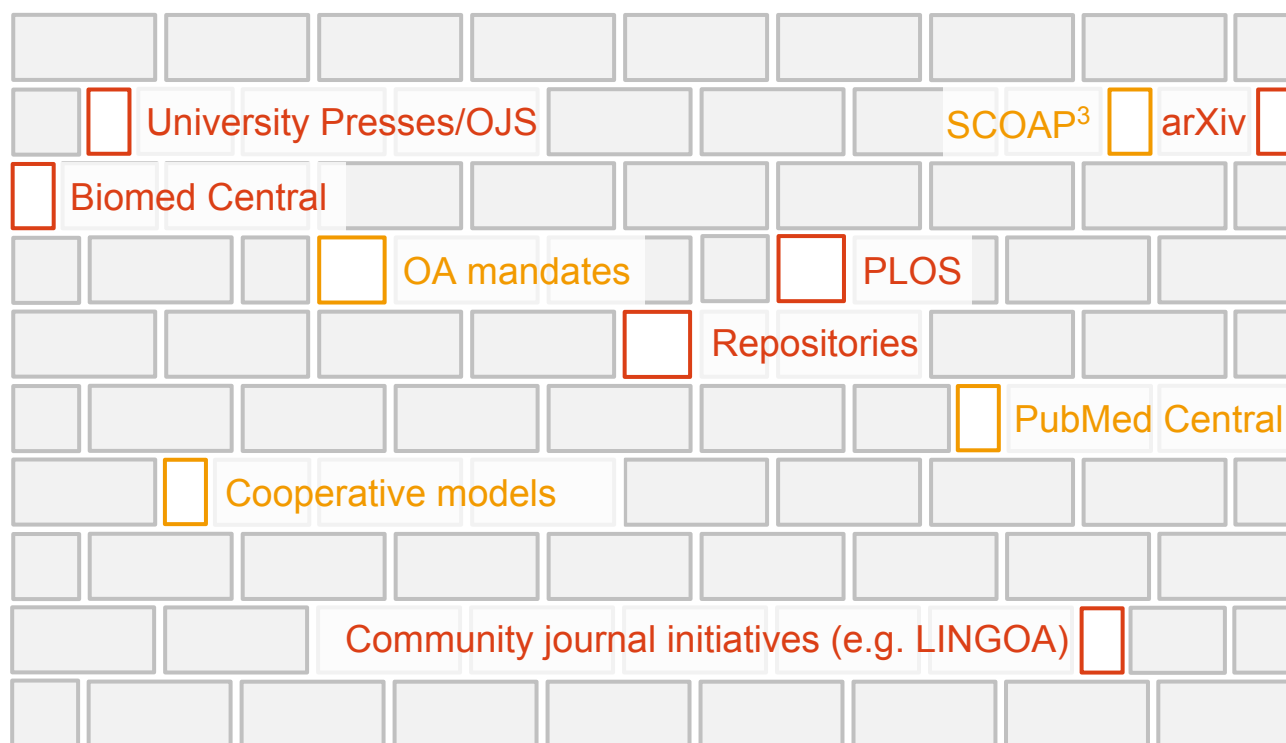 University Presses/OJS
SCOAP³
arXiv
Biomed Central
OA mandates
PLOS
Repositories
PubMed Central
Cooperative models
Community journal initiatives (e.g. LINGOA)